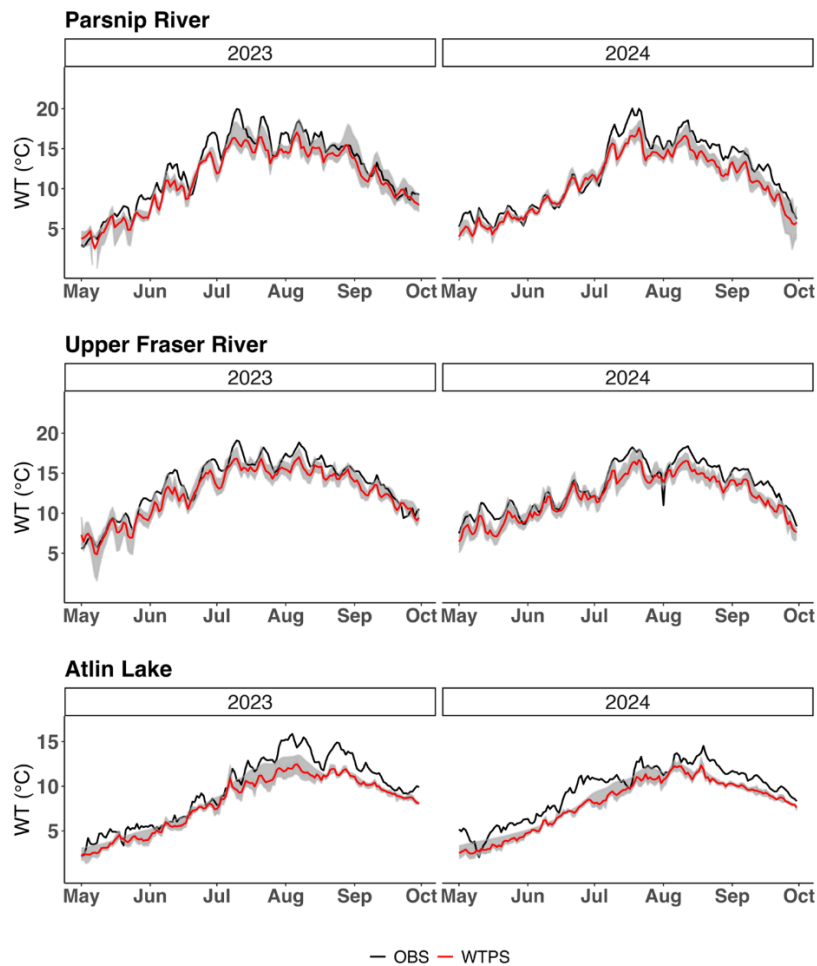 Parsnip River
2023 2024
WT (°C)
20
15
10
5
May Jun Jul Aug Sep Oct May Jun Jul Aug Sep Oct
Upper Fraser River
2023 2024
WT (°C)
20
15
10
5
May Jun Jul Aug Sep Oct May Jun Jul Aug Sep Oct
Atlin Lake
2023 2024
WT (°C)
15
10
5
May Jun Jul Aug Sep Oct May Jun Jul Aug Sep Oct
OBS WTPS